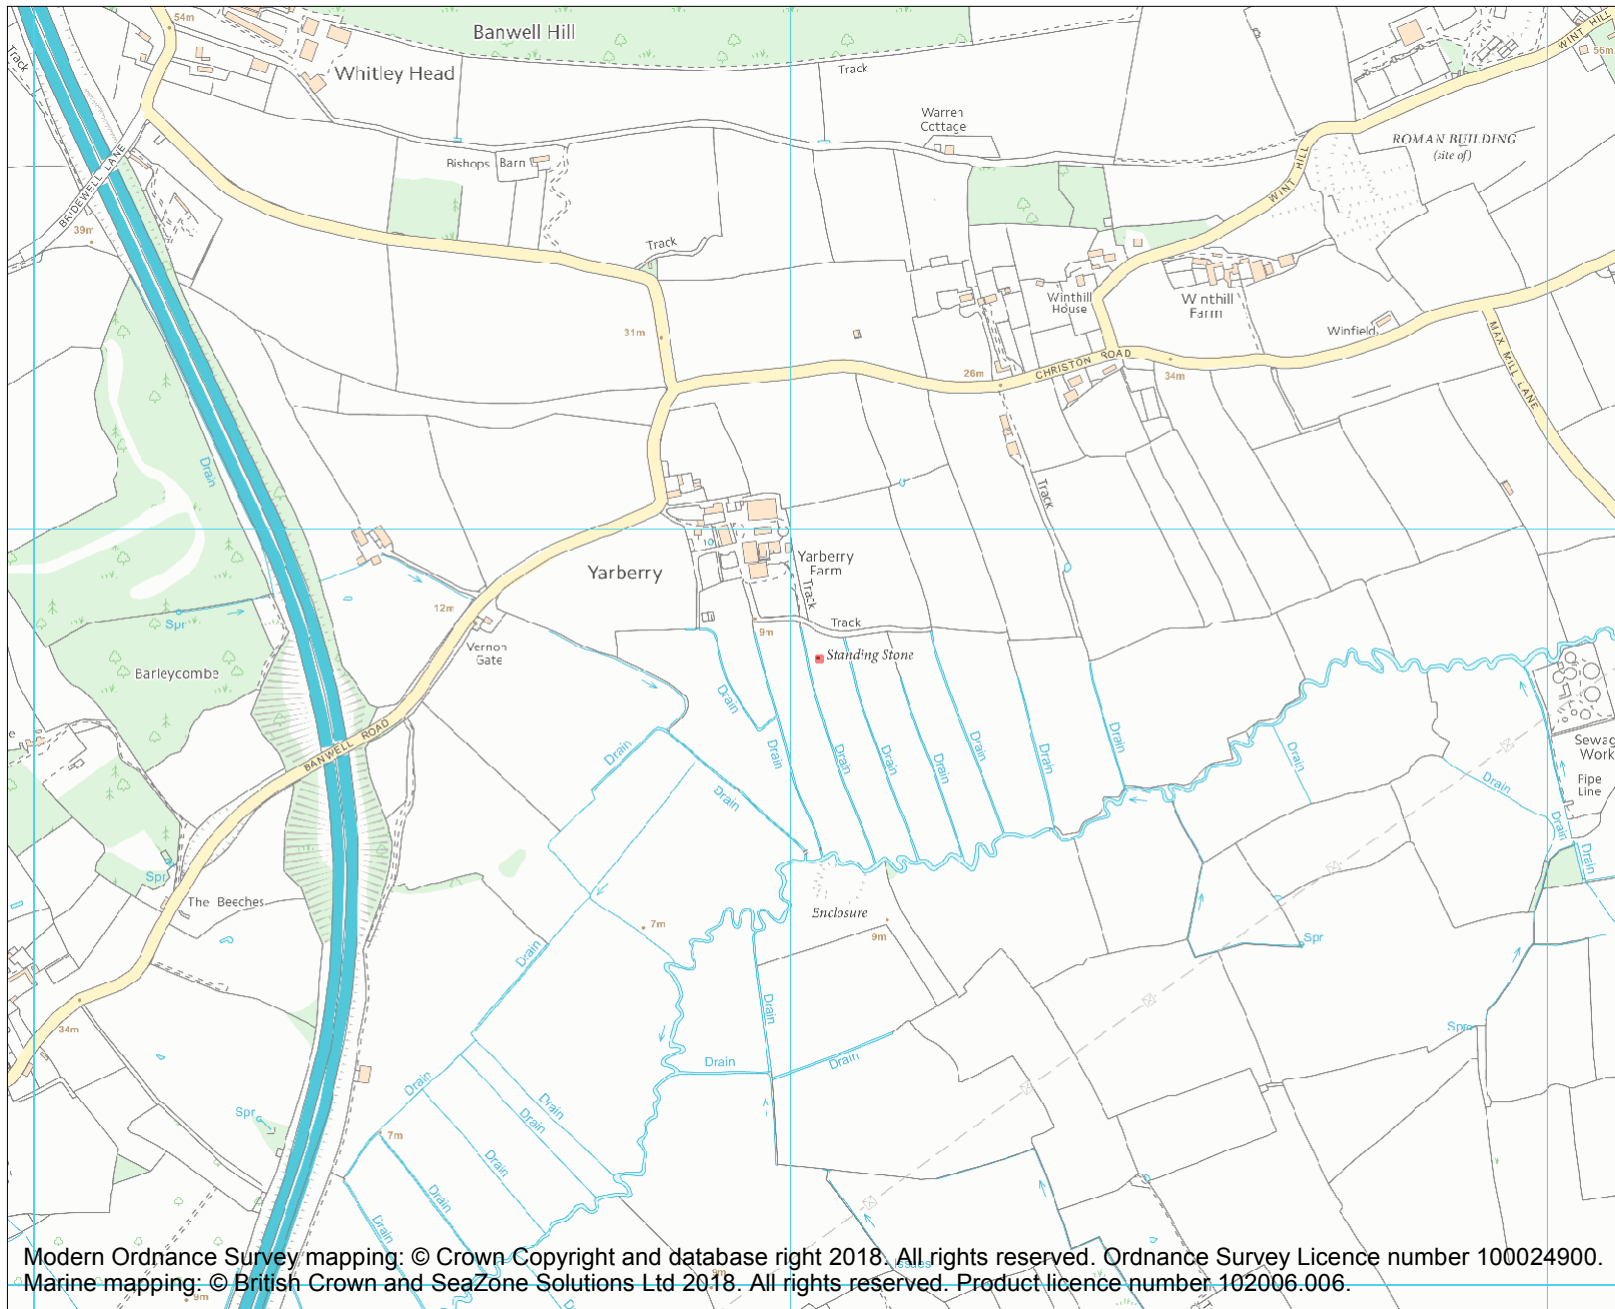 54m
Banwell Hill
WINT HILL
Track
Whitley Head
Track
56m
Warren
Cottage
ROMAN BUILDING
(site of)
BRIDEWELL LANE
Bishops Barn
WINT HILL
39m
Track
Winthill
House
Winthill
Farm
31m
Winfield
MAX MILL LANE
CHRISTON ROAD
26m
34m
Drain
Track
10
Yarberry
Yarberry
Farm
Track
12m
Spr
Track
9m
Vernon
Gate
Standing Stone
Barleycombe
Drain
e
BANWELL ROAD
Drain
Drain
Drain
Drain
Drain
Drain
Drain
Drain
Drain
Sewag
Work
Drain
Drain
Pipe
Line
Drain
Drain
Spr
The Beeches
Enclosure
7m
9m
Spr
Drain
Drain
34m
Spr
Drain
Drain
Drain
Drain
Drain
Spr
7m
Drain
Drain
Drain
Issues
Modern Ordnance Survey mapping: © Crown Copyright and database right 2018. All rights reserved. Ordnance Survey Licence number 100024900.
Marine mapping: © British Crown and SeaZone Solutions Ltd 2018. All rights reserved. Product licence number 102006.006.
9m
9m
Drain